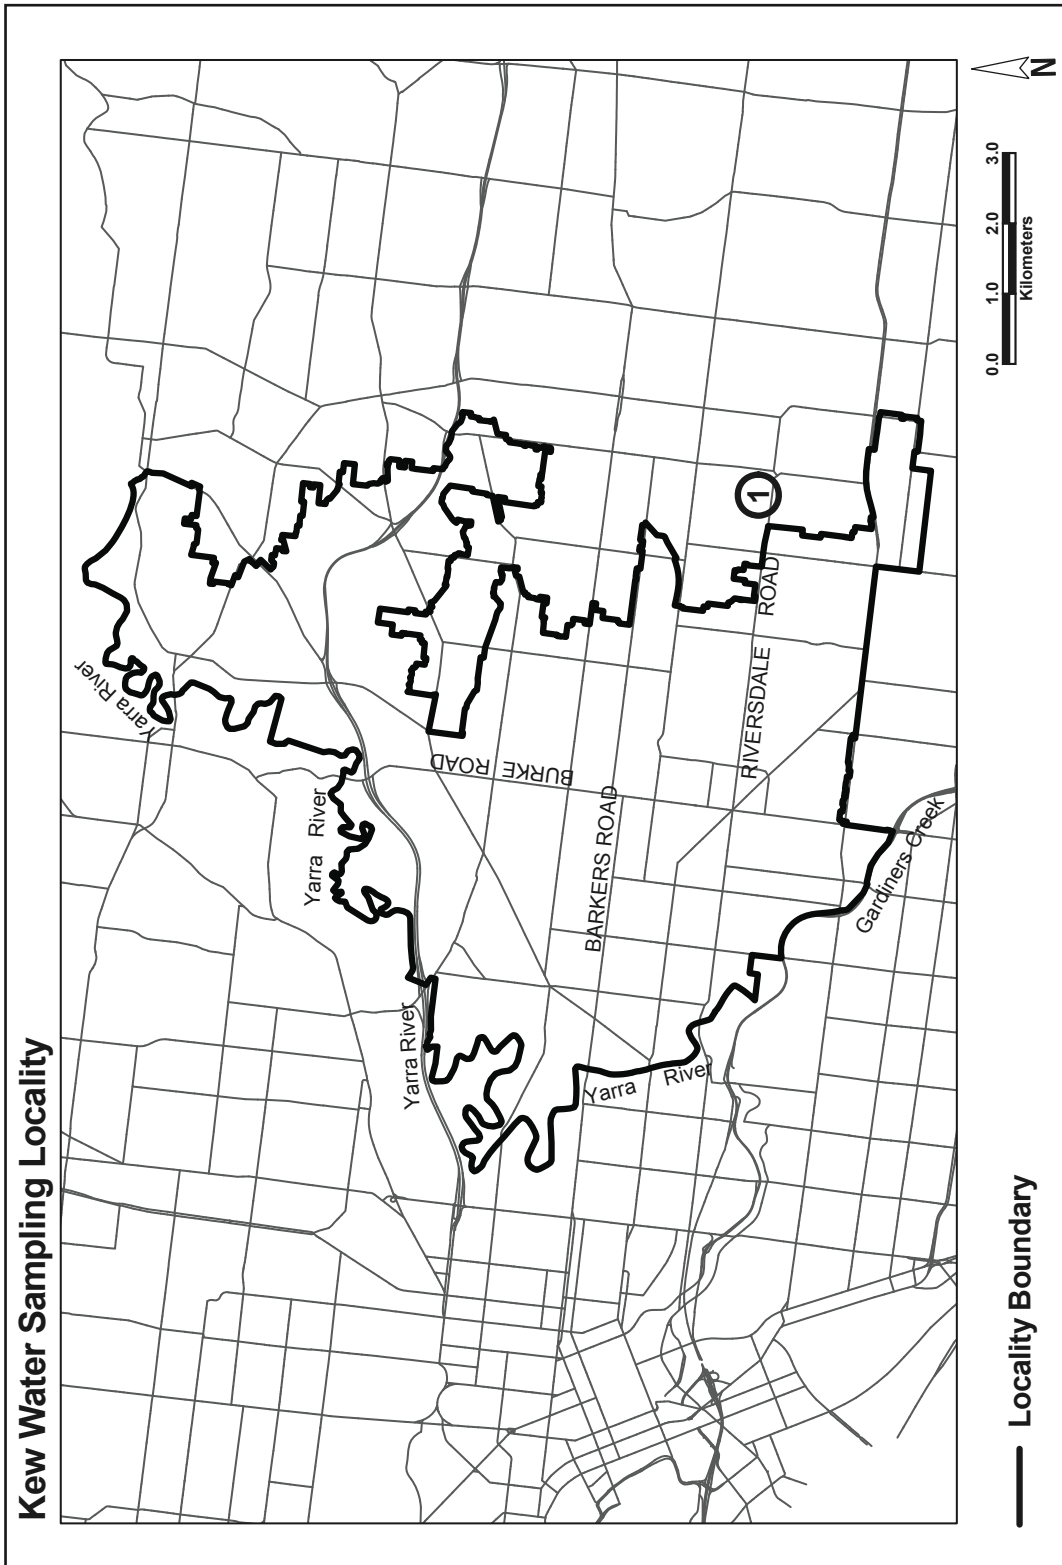 Kew Water Sampling Locality
Yarra River
Yarra River
Yarra River
BURKE ROAD
BARKERS ROAD
RIVERSDALE ROAD
1
Yarra River
Gardiners Creek
Locality Boundary
0.0 1.0 2.0 3.0
Kilometers
N